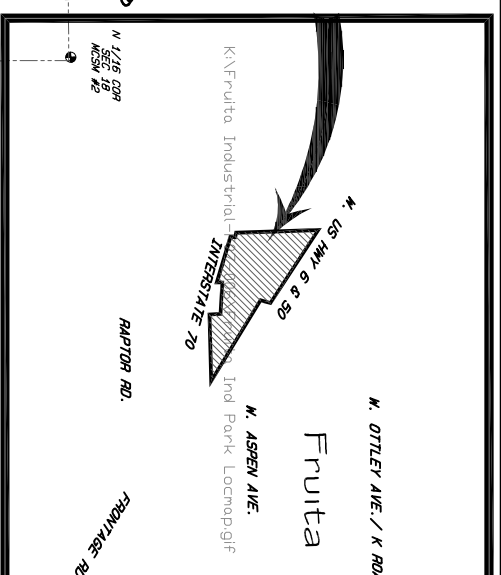 N 1/16 COR
SEC 18
MCSM #2
W. US HWY 6 & 50
INTERSTATE 70
RAPTOR RD.
W. ASPEN AVE.
Fruita
W. OTTLEY AVE./ K RD.
FRONTAGE RD
K:\Fruita Industrial- Ind Park Locmap.gif